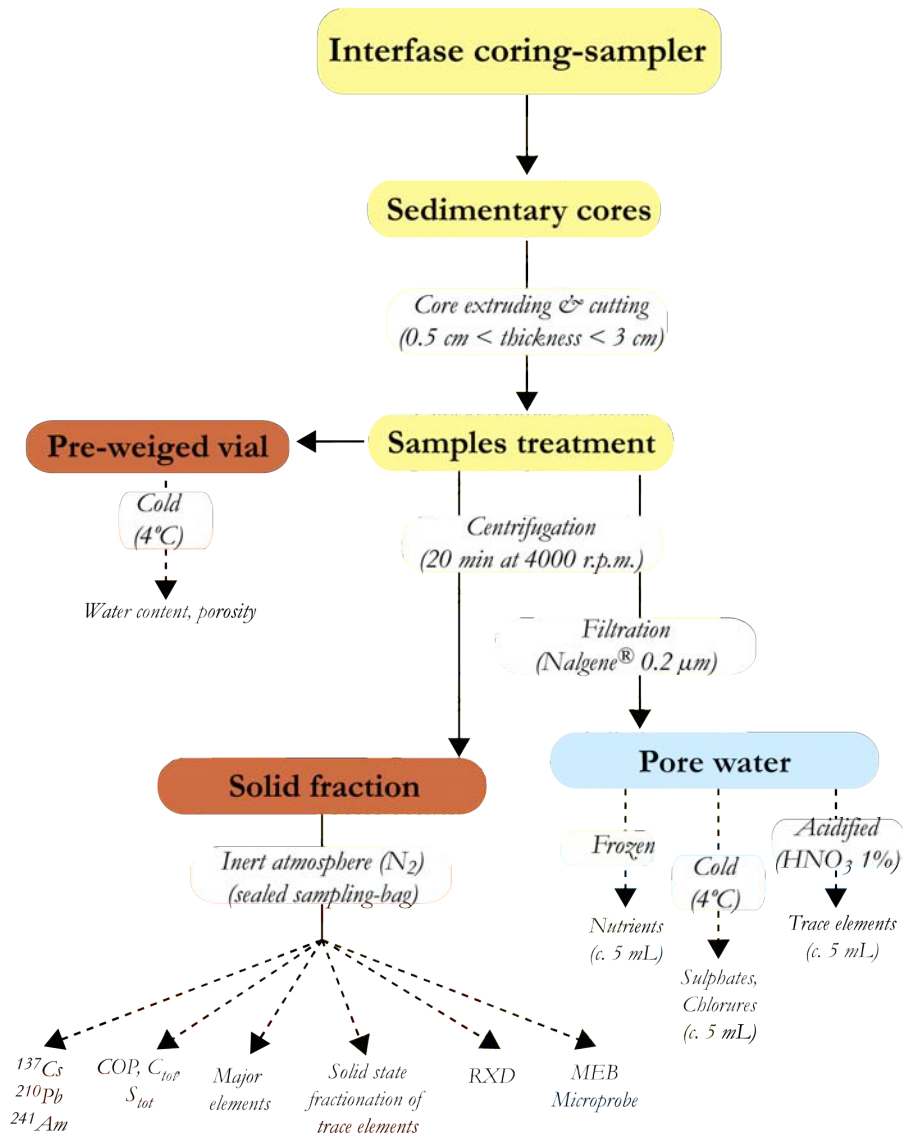 Interfase coring-sampler
Sedimentary cores
Core extruding & cutting
(0.5 cm < thickness < 3 cm)
Pre-weiged vial
Samples treatment
Cold
(4ºC)
Centrifugation
(20 min at 4000 r.p.m.)
Water content, porosity
Filtration
(Nalgene® 0.2 µm)
Solid fraction
Pore water
Inert atmosphere (N₂)
(sealed sampling-bag)
Frozen
Cold
(4ºC)
Acidified
(HNO₃ 1%)
Nutrients
(c. 5 mL)
Sulphates,
Chlorures
(c. 5 mL)
Trace elements
(c. 5 mL)
¹³⁷Cs
²¹⁰Pb
²⁴¹Am
COP, Ctot,
Stot
Major
elements
Solid state
fractionation of
trace elements
RXD
MEB
Microprobe